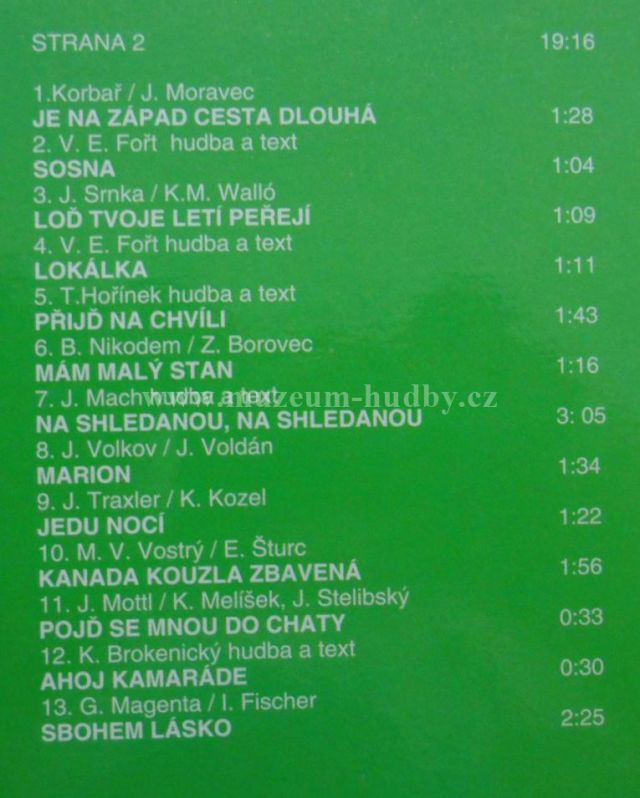 STRANA 2 19:16
1.Korbař / J. Moravec
JE NA ZÁPAD CESTA DLOUHÁ 1:28
2. V. E. Fořt hudba a text
SOSNA 1:04
3. J. Srnka / K.M. Walló
LOĎ TVOJE LETÍ PEŘEJÍ 1:09
4. V. E. Fořt hudba a text
LOKÁLKA 1:11
5. T.Hořínek hudba a text
PŘIJĎ NA CHVÍLI 1:43
6. B. Nikodem / Z. Borovec
MÁM MALÝ STAN 1:16
7. J. Mach hudba a text
www.muzeum-hudby.cz
NA SHLEDANOU, NA SHLEDANOU 3: 05
8. J. Volkov / J. Voldán
MARION 1:34
9. J. Traxler / K. Kozel
JEDU NOCÍ 1:22
10. M. V. Vostrý / E. Šturc
KANADA KOUZLA ZBAVENÁ 1:56
11. J. Mottl / K. Melíšek, J. Stelibský
POJĎ SE MNOU DO CHATY 0:33
12. K. Brokenický hudba a text
AHOJ KAMARÁDE 0:30
13. G. Magenta / I. Fischer
SBOHEM LÁSKO 2:25